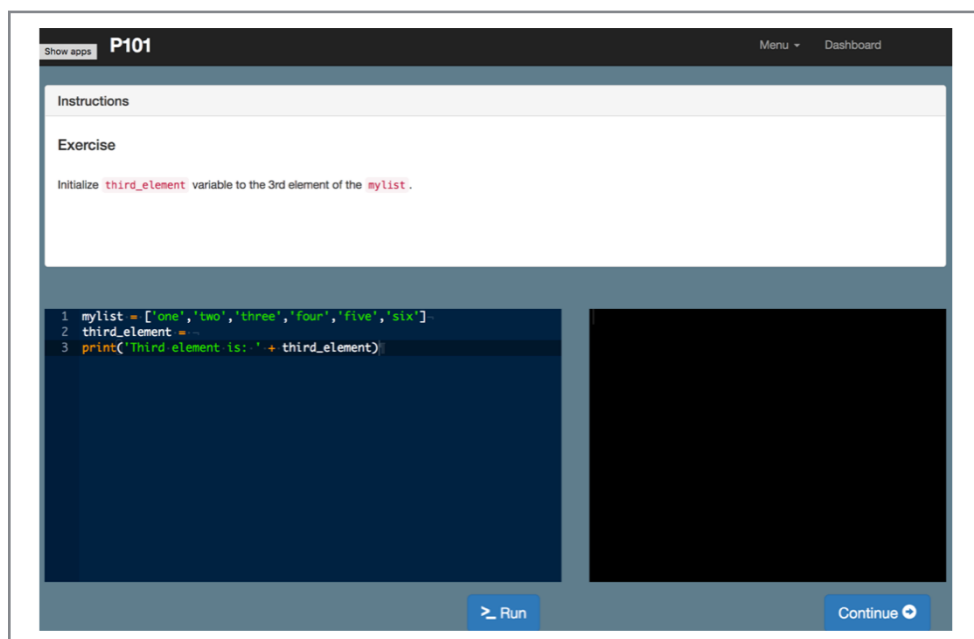 Show apps P101 Menu Dashboard
Instructions
Exercise
Initialize third_element variable to the 3rd element of the mylist.
1 mylist = ['one','two','three','four','five','six']
2 third_element =
3 print('Third element is: ' + third_element)
>_ Run
Continue